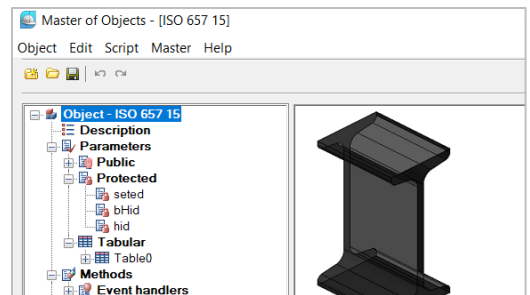 Master of Objects - [ISO 657 15]
Object Edit Script Master Help
Object - ISO 657 15
Description
Parameters
Public
Protected
seted
bHid
hid
Tabular
Table0
Methods
Event handlers